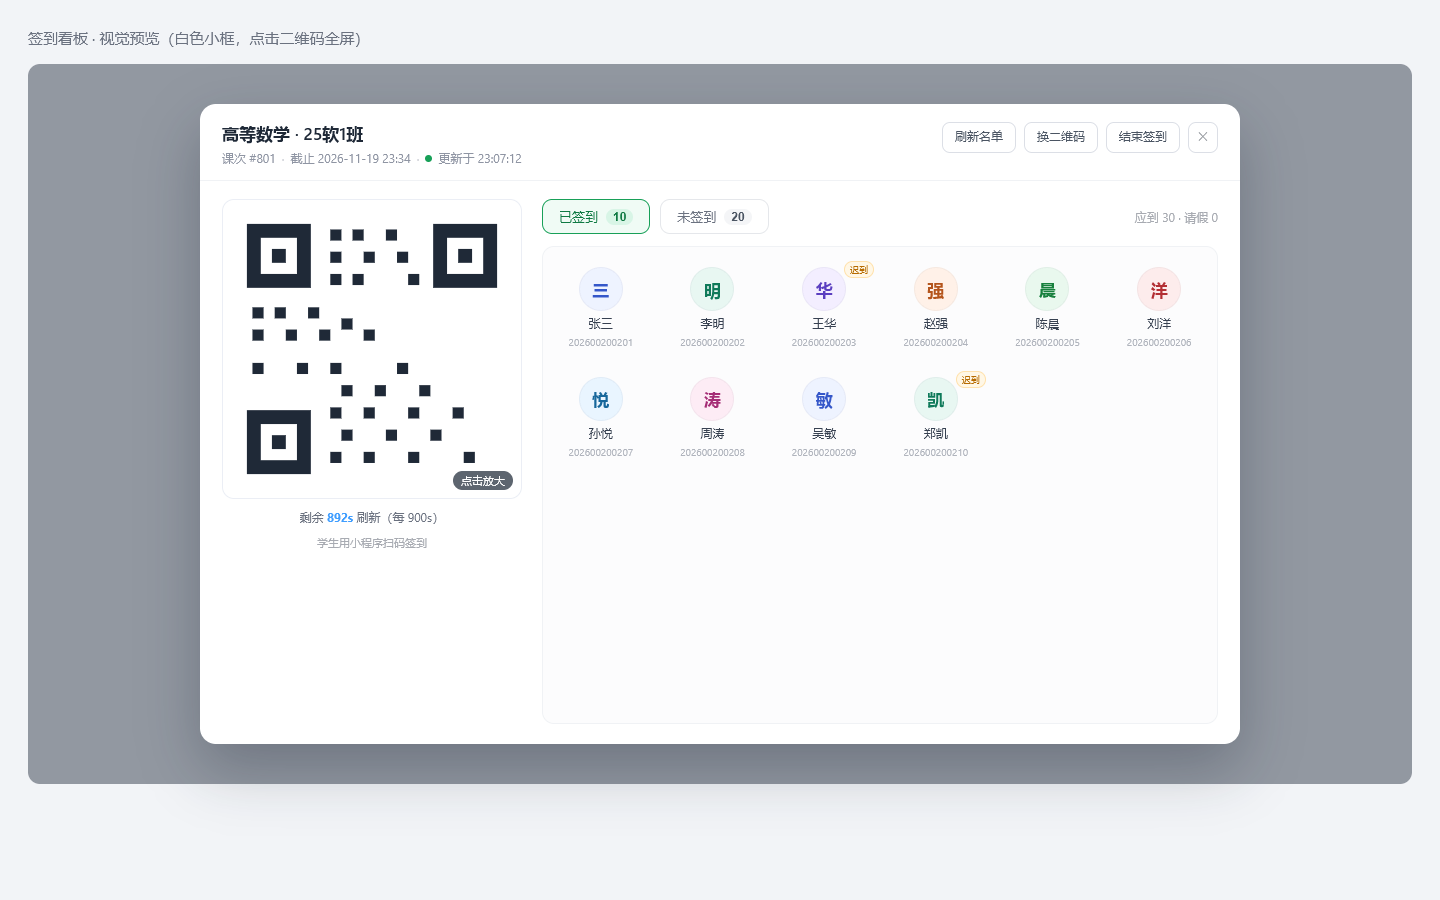 签到看板 · 视觉预览（白色小框，点击二维码全屏）
高等数学 · 25软1班
课次 #801 · 截止 2026-11-19 23:34 · 更新于 23:07:12
刷新名单 换二维码 结束签到 ×
已签到 10 未签到 20 应到 30 · 请假 0
迟到
三 明 华 强 晨 洋
张三 李明 王华 赵强 陈晨 刘洋
202600200201 202600200202 202600200203 202600200204 202600200205 202600200206
迟到
悦 涛 敏 凯
孙悦 周涛 吴敏 郑凯
202600200207 202600200208 202600200209 202600200210
点击放大
剩余 892s 刷新（每 900s）
学生用小程序扫码签到